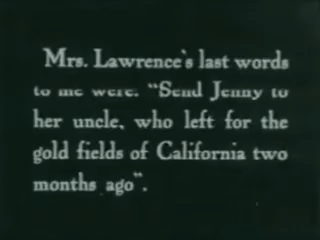 Mrs. Lawrence's last words
to me were. "Send Jenny to
her uncle, who left for the
gold fields of California two
months ago".